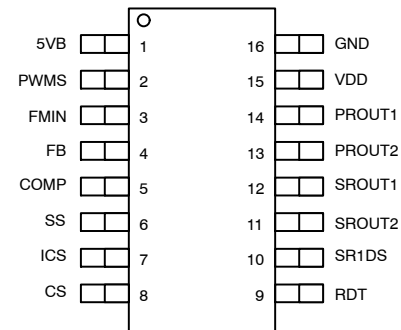 5VB 1 16 GND
PWMS 2 15 VDD
FMIN 3 14 PROUT1
FB 4 13 PROUT2
COMP 5 12 SROUT1
SS 6 11 SROUT2
ICS 7 10 SR1DS
CS 8 9 RDT